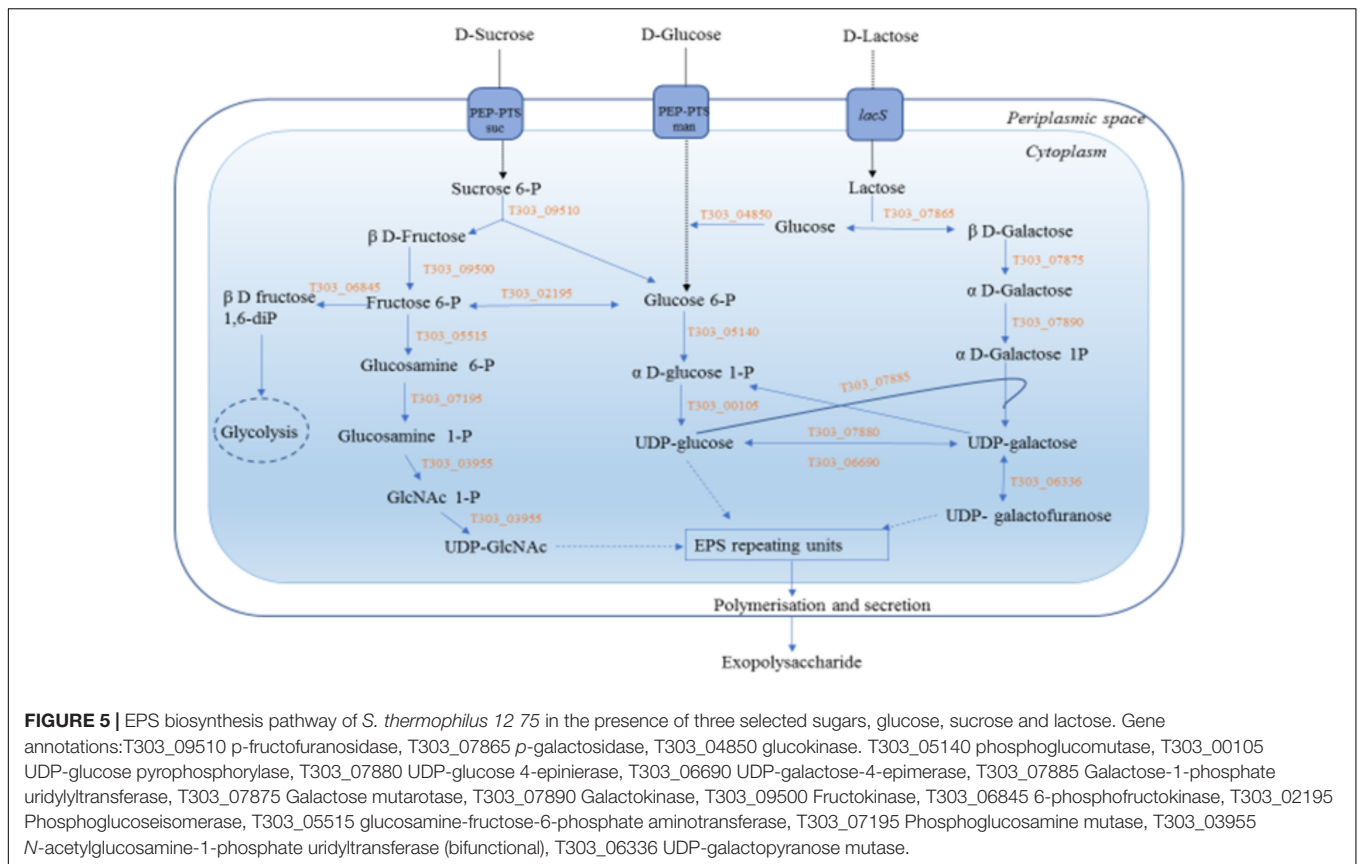 D-Sucrose
D-Glucose
D-Lactose
PEP-PTS
suc
PEP-PTS
man
lacS
Periplasmic space
Cytoplasm
Sucrose 6-P
Lactose
T303_09510
T303_04850
Glucose
T303_07865
β D-Fructose
β D-Galactose
T303_09500
T303_07875
T303_06845
β D fructose
1,6-diP
Fructose 6-P
T303_02195
Glucose 6-P
α D-Galactose
T303_05515
T303_05140
T303_07890
Glucosamine 6-P
α D-glucose 1-P
α D-Galactose 1P
T303_07195
T303_00105
T303_07885
Glycolysis
Glucosamine 1-P
UDP-glucose
T303_07880
UDP-galactose
T303_03955
T303_06690
T303_06336
GlcNAc 1-P
T303_03955
UDP- galactofuranose
UDP-GlcNAc
EPS repeating units
Polymerisation and secretion
Exopolysaccharide
FIGURE 5 | EPS biosynthesis pathway of S. thermophilus 12 75 in the presence of three selected sugars, glucose, sucrose and lactose. Gene
annotations:T303_09510 p-fructofuranosidase, T303_07865 p-galactosidase, T303_04850 glucokinase. T303_05140 phosphoglucomutase, T303_00105
UDP-glucose pyrophosphorylase, T303_07880 UDP-glucose 4-epinierase, T303_06690 UDP-galactose-4-epimerase, T303_07885 Galactose-1-phosphate
uridylyltransferase, T303_07875 Galactose mutarotase, T303_07890 Galactokinase, T303_09500 Fructokinase, T303_06845 6-phosphofructokinase, T303_02195
Phosphoglucoseisomerase, T303_05515 glucosamine-fructose-6-phosphate aminotransferase, T303_07195 Phosphoglucosamine mutase, T303_03955
N-acetylglucosamine-1-phosphate uridyltransferase (bifunctional), T303_06336 UDP-galactopyranose mutase.